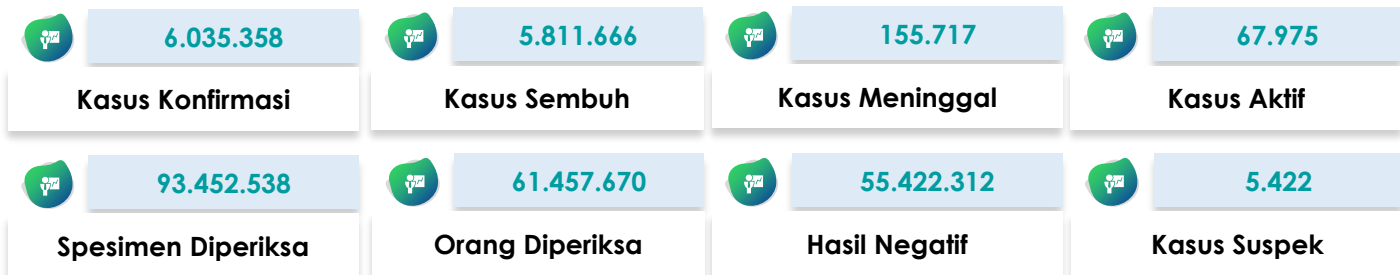 6.035.358
Kasus Konfirmasi
5.811.666
Kasus Sembuh
155.717
Kasus Meninggal
67.975
Kasus Aktif
93.452.538
Spesimen Diperiksa
61.457.670
Orang Diperiksa
55.422.312
Hasil Negatif
5.422
Kasus Suspek